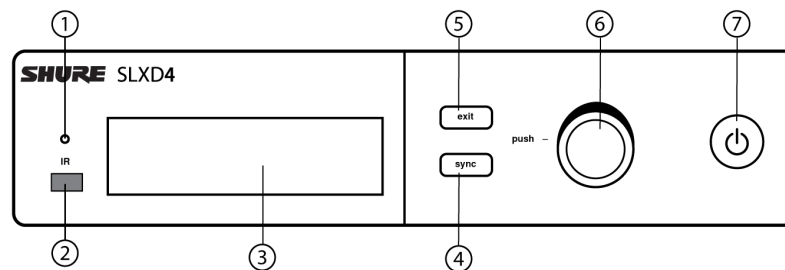 ① ⑤ ⑥ ⑦
SHURE SLXD4
exit
push
IR
sync
② ③ ④